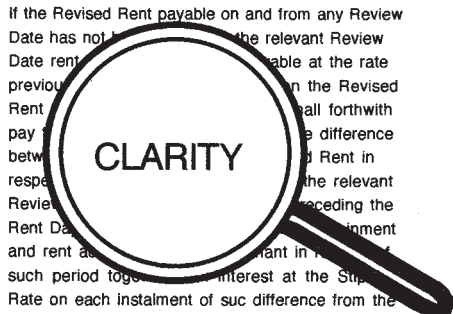 If the Revised Rent payable on and from any Review
Date has not the relevant Review
Date rent able at the rate
previou n the Revised
Rent all forthwith
pay e difference
betw CLARITY d Rent in
respe the relevant
Review receding the
Rent Da inment
and rent a ant in
such period toge interest at the Stip
Rate on each instalment of suc difference from the